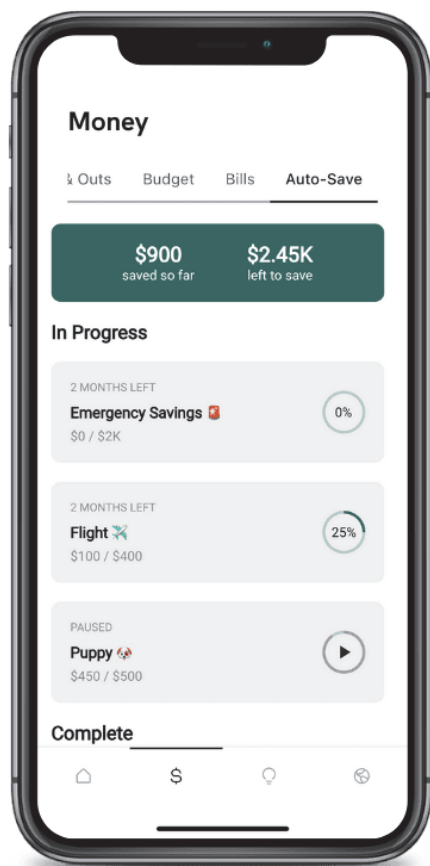 Money
& Outs Budget Bills Auto-Save
$900 $2.45K
saved so far left to save
In Progress
2 MONTHS LEFT
Emergency Savings
0%
$0 / $2K
2 MONTHS LEFT
Flight
25%
$100 / $400
PAUSED
Puppy
$450 / $500
Complete
$